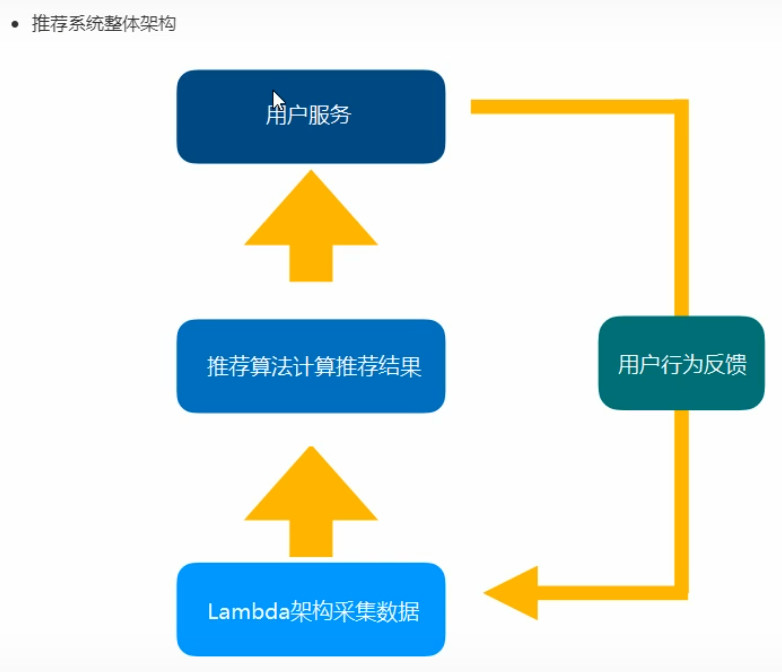 推荐系统整体架构
用户服务
推荐算法计算推荐结果
用户行为反馈
Lambda架构采集数据